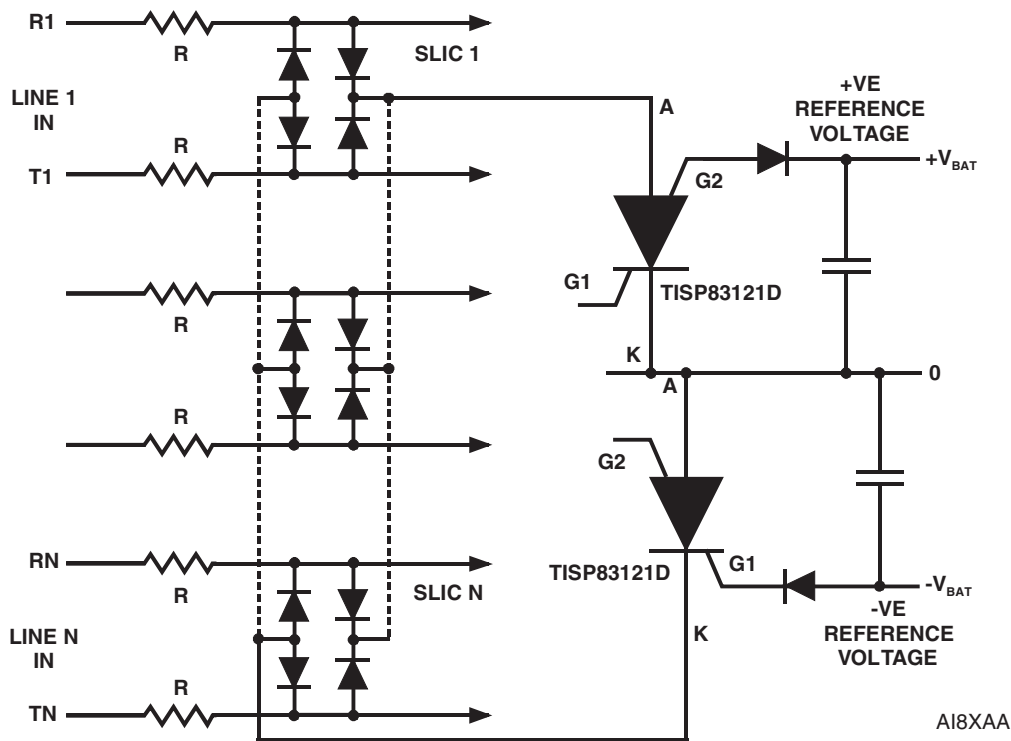 R1
R
SLIC 1
LINE 1
IN
R
T1
A
+VE
REFERENCE
VOLTAGE
+VBAT
G2
G1
TISP83121D
K
R
R
A
0
G2
G1
TISP83121D
-VBAT
-VE
REFERENCE
VOLTAGE
K
RN
R
SLIC N
LINE N
IN
R
TN
AI8XAA